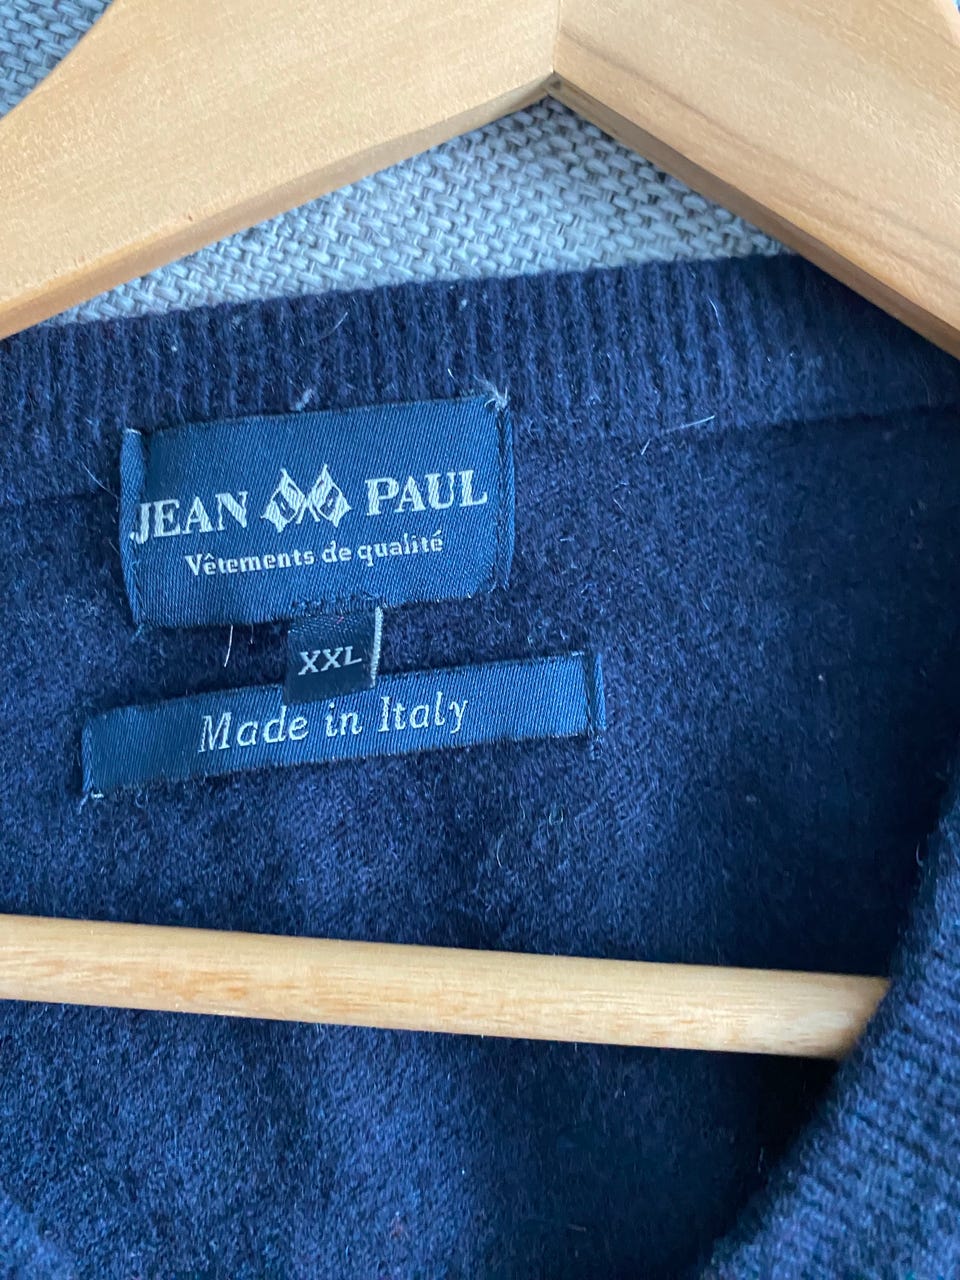 JEAN PAUL
Vêtements de qualité
XXL
Made in Italy